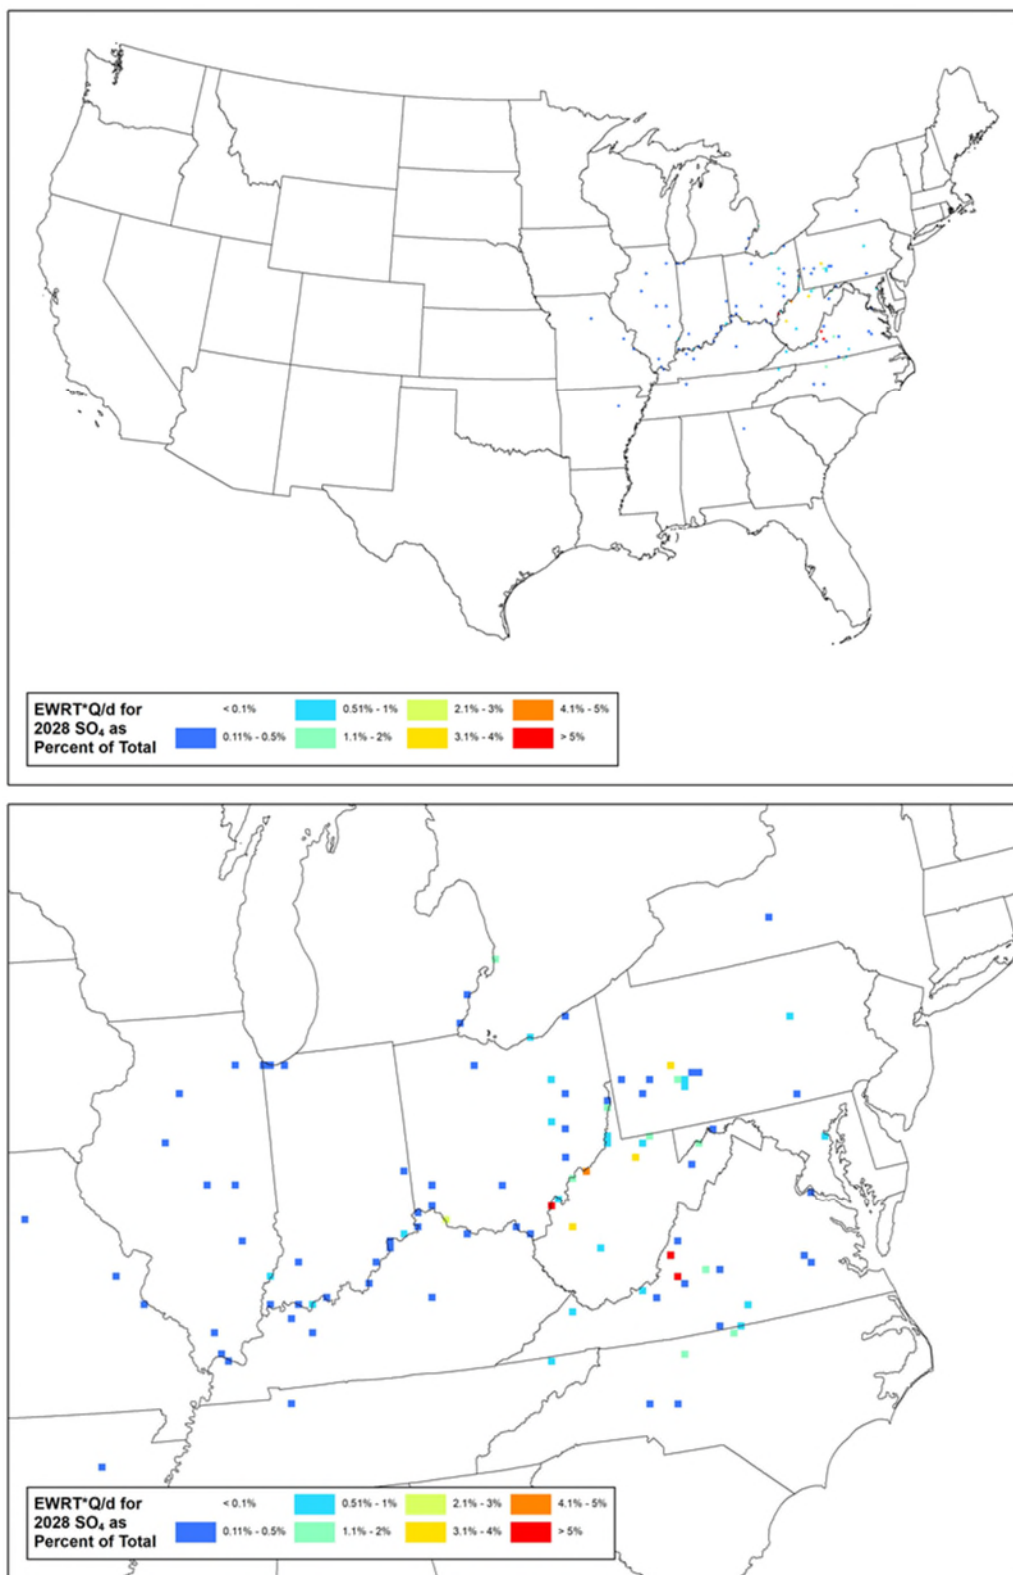 EWRT*Q/d for
2028 SO₄ as
Percent of Total
< 0.1%
0.51% - 1%
2.1% - 3%
4.1% - 5%
0.11% - 0.5%
1.1% - 2%
3.1% - 4%
> 5%
EWRT*Q/d for
2028 SO₄ as
Percent of Total
< 0.1%
0.51% - 1%
2.1% - 3%
4.1% - 5%
0.11% - 0.5%
1.1% - 2%
3.1% - 4%
> 5%